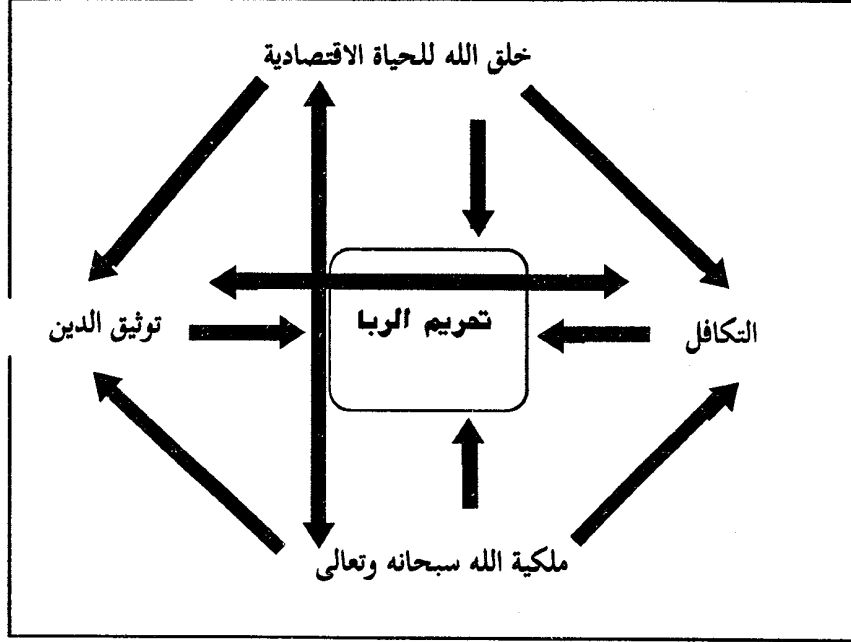 خلق الله للحياة الاقتصادية
تحريم الربا
التكافل
توثيق الدين
ملكية الله سبحانه وتعالى